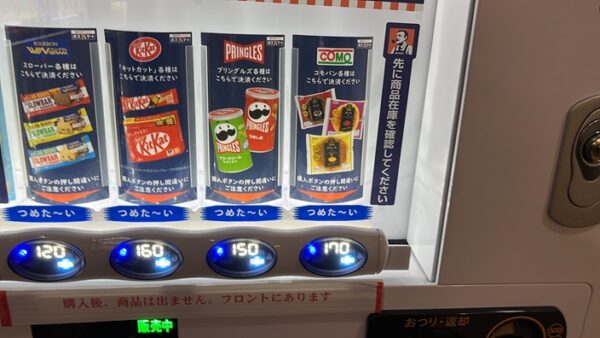 BOURBON
WINGRAM
スローバー各種は
こちらで決済ください
SLOWBAR
SLOWBAR
SLOWBAR
購入ボタンの押し間違いに
ご注意ください
KitKat
「キットカット」各種は
こちらで決済ください
KitKat
購入ボタンの押し間違いに
ご注意ください
PRINGLES
プリングルズ各種は
こちらで決済ください
PRINGLES
PRINGLES
購入ボタンの押し間違いに
ご注意ください
COMO
コモパン各種は
こちらで決済ください
購入ボタンの押し間違いに
ご注意ください
先に商品在庫を確認してください
つめた〜い
つめた〜い
つめた〜い
つめた〜い
120
160
150
170
購入後、商品は出ません。フロントにあります
販売中
おつり・返却
500